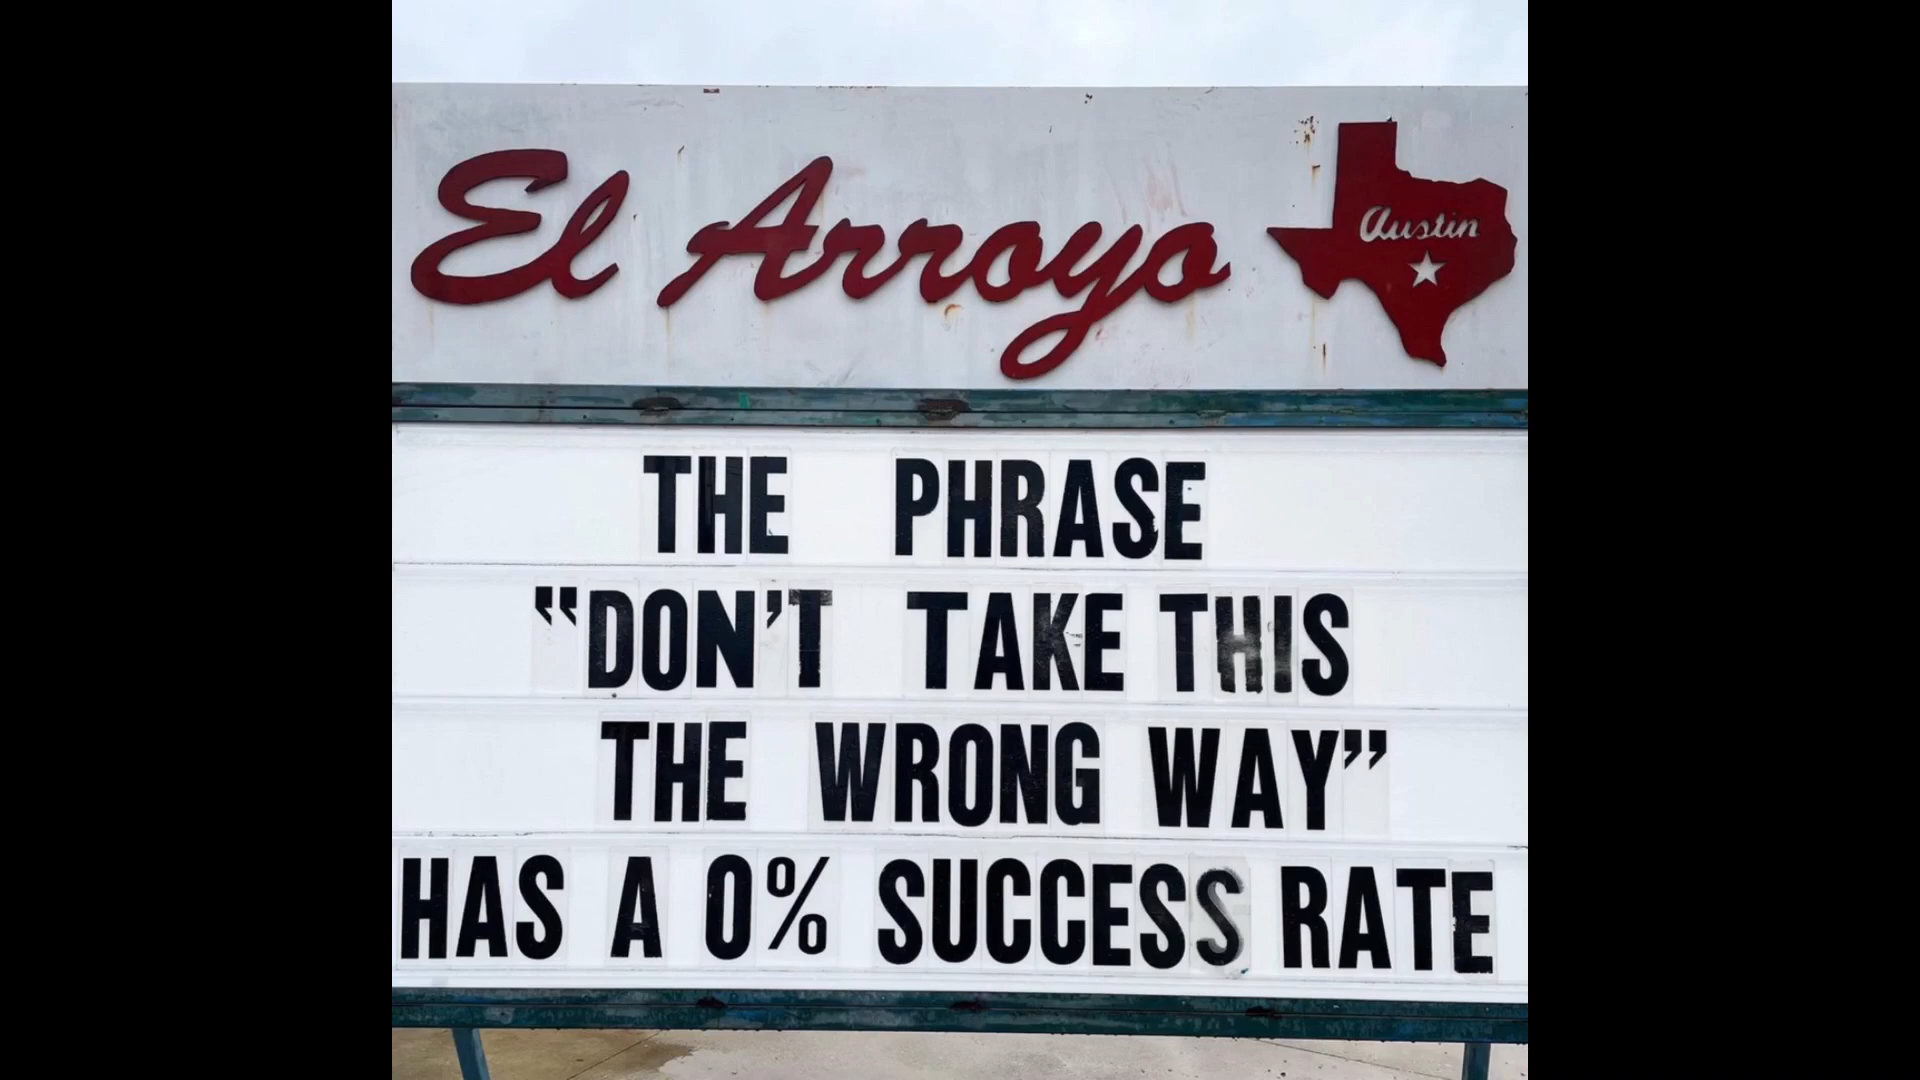 El Arroyo
Austin
THE PHRASE
"DON'T TAKE THIS
THE WRONG WAY"
HAS A 0% SUCCESS RATE